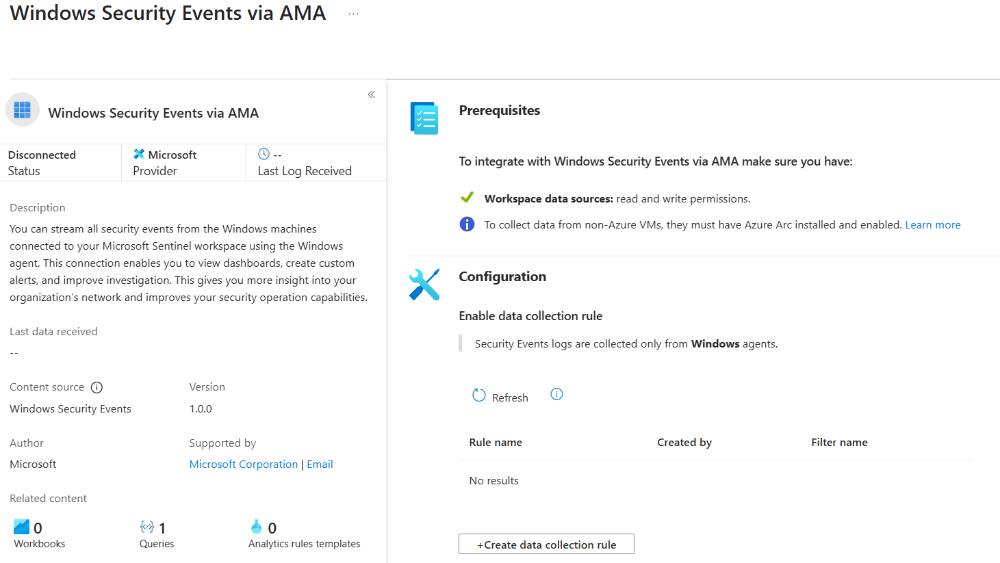 Windows Security Events via AMA ...
«
Windows Security Events via AMA
Disconnected
Status
Microsoft
Provider
--
Last Log Received
Description
You can stream all security events from the Windows machines
connected to your Microsoft Sentinel workspace using the Windows
agent. This connection enables you to view dashboards, create custom
alerts, and improve investigation. This gives you more insight into your
organization’s network and improves your security operation capabilities.
Last data received
--
Content source
Version
Windows Security Events
1.0.0
Author
Supported by
Microsoft
Microsoft Corporation | Email
Related content
0
Workbooks
1
Queries
0
Analytics rules templates
Prerequisites
To integrate with Windows Security Events via AMA make sure you have:
Workspace data sources: read and write permissions.
To collect data from non-Azure VMs, they must have Azure Arc installed and enabled. Learn more
Configuration
Enable data collection rule
Security Events logs are collected only from Windows agents.
Refresh
Rule name
Created by
Filter name
No results
+Create data collection rule